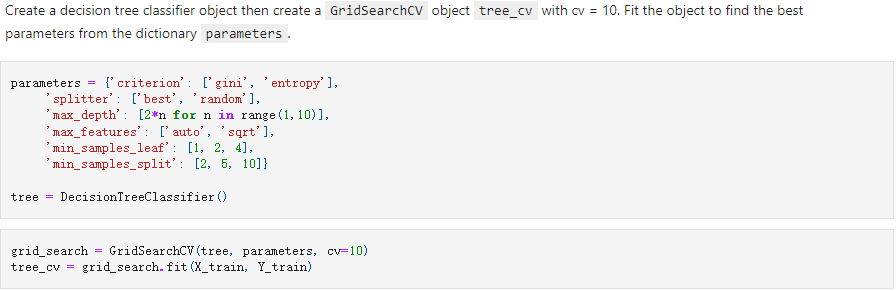 Create a decision tree classifier object then create a GridSearchCV object tree_cv with cv = 10. Fit the object to find the best
parameters from the dictionary parameters .
parameters = {'criterion': ['gini', 'entropy'],
     'splitter': ['best', 'random'],
     'max_depth': [2*n for n in range(1,10)],
     'max_features': ['auto', 'sqrt'],
     'min_samples_leaf': [1, 2, 4],
     'min_samples_split': [2, 5, 10]}
tree = DecisionTreeClassifier()
grid_search = GridSearchCV(tree, parameters, cv=10)
tree_cv = grid_search.fit(X_train, Y_train)